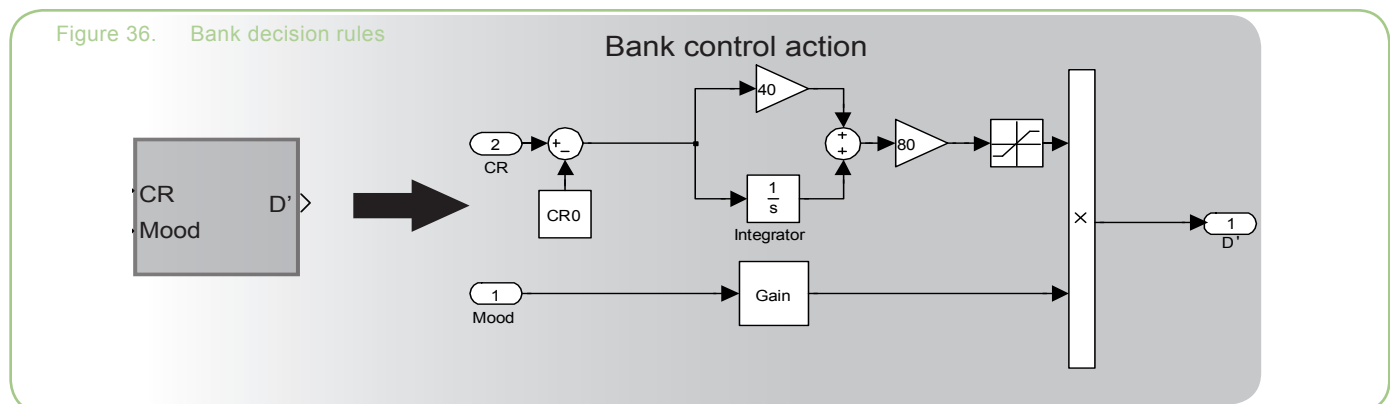 Figure 36. Bank decision rules
Bank control action
CR
Mood
D'
2
CR
+
−
CR0
40
1
s
Integrator
+
+
80
×
1
D'
1
Mood
Gain